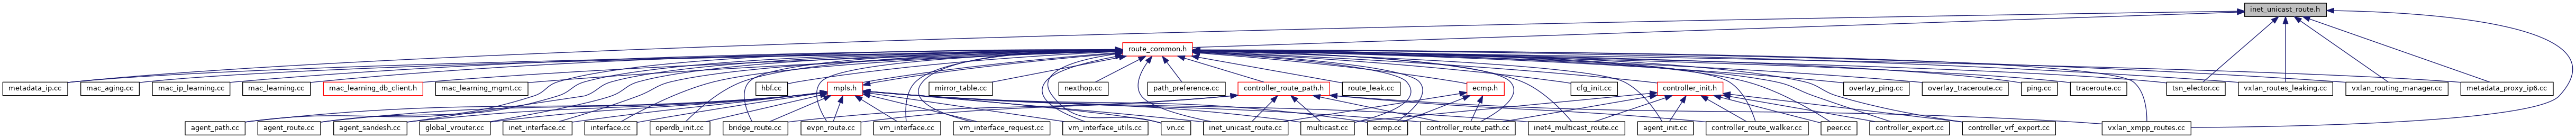 inet_unicast_route.h
route_common.h
metadata_ip.cc
mac_aging.cc
mac_ip_learning.cc
mac_learning.cc
mac_learning_db_client.h
mac_learning_mgmt.cc
hbf.cc
mpls.h
mirror_table.cc
nexthop.cc
path_preference.cc
controller_route_path.h
route_leak.cc
ecmp.h
cfg_init.cc
controller_init.h
overlay_ping.cc
overlay_traceroute.cc
ping.cc
traceroute.cc
tsn_elector.cc
vxlan_routes_leaking.cc
vxlan_routing_manager.cc
metadata_proxy_ip6.cc
agent_path.cc
agent_route.cc
agent_sandesh.cc
global_vrouter.cc
inet_interface.cc
interface.cc
operdb_init.cc
bridge_route.cc
evpn_route.cc
vm_interface.cc
vm_interface_request.cc
vm_interface_utils.cc
vn.cc
inet_unicast_route.cc
multicast.cc
ecmp.cc
controller_route_path.cc
inet4_multicast_route.cc
agent_init.cc
controller_route_walker.cc
peer.cc
controller_export.cc
controller_vrf_export.cc
vxlan_xmpp_routes.cc